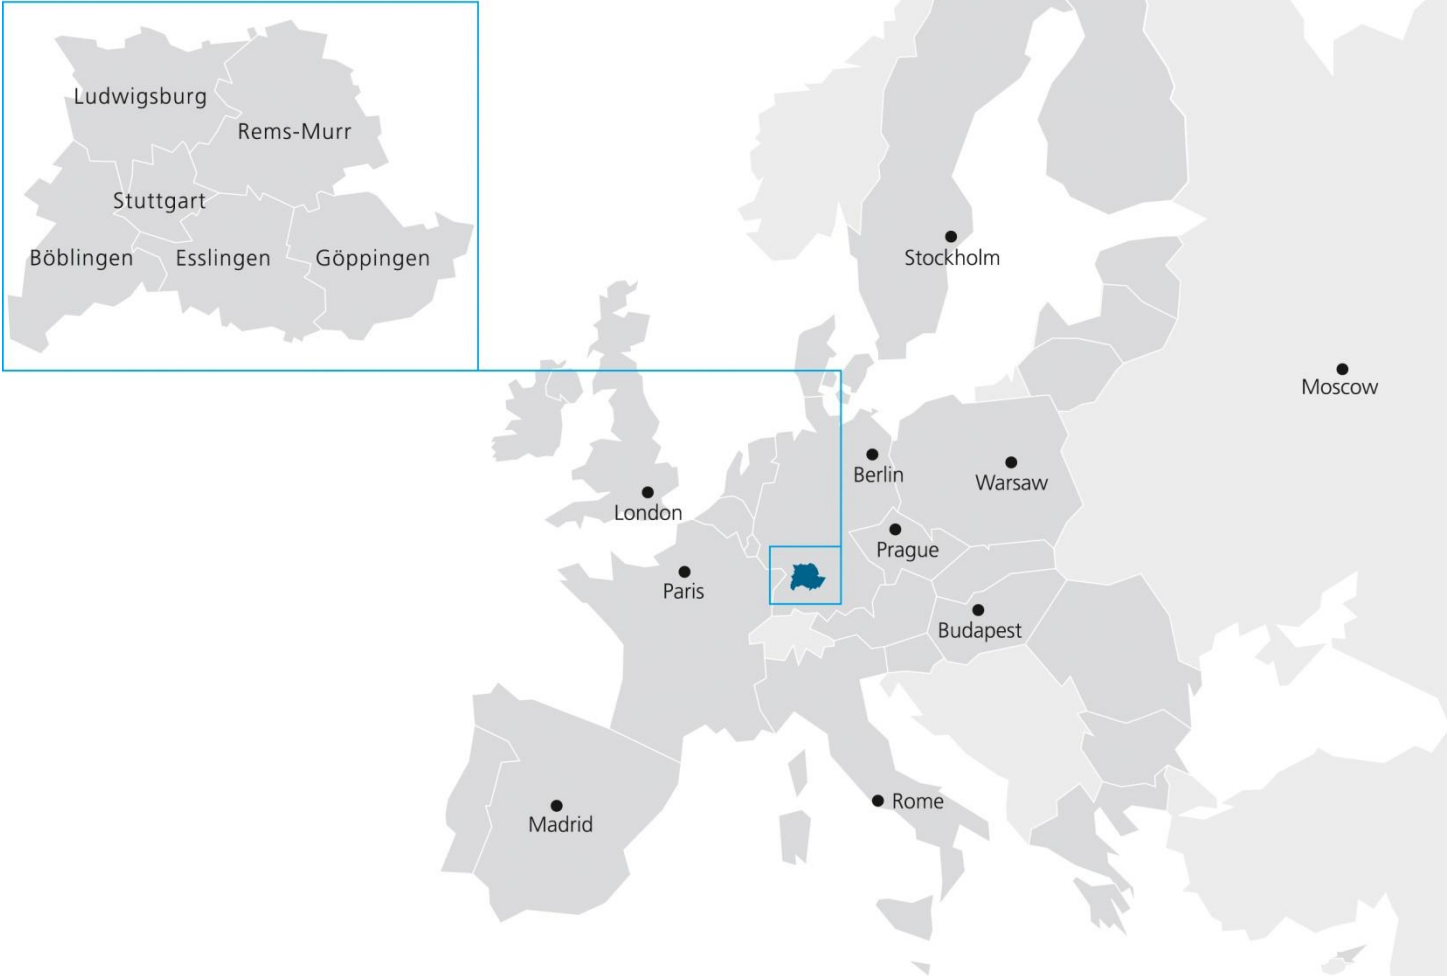 Ludwigsburg
Rems-Murr
Stuttgart
Böblingen
Esslingen
Göppingen
Stockholm
Moscow
Berlin
Warsaw
London
Prague
Paris
Budapest
Rome
Madrid